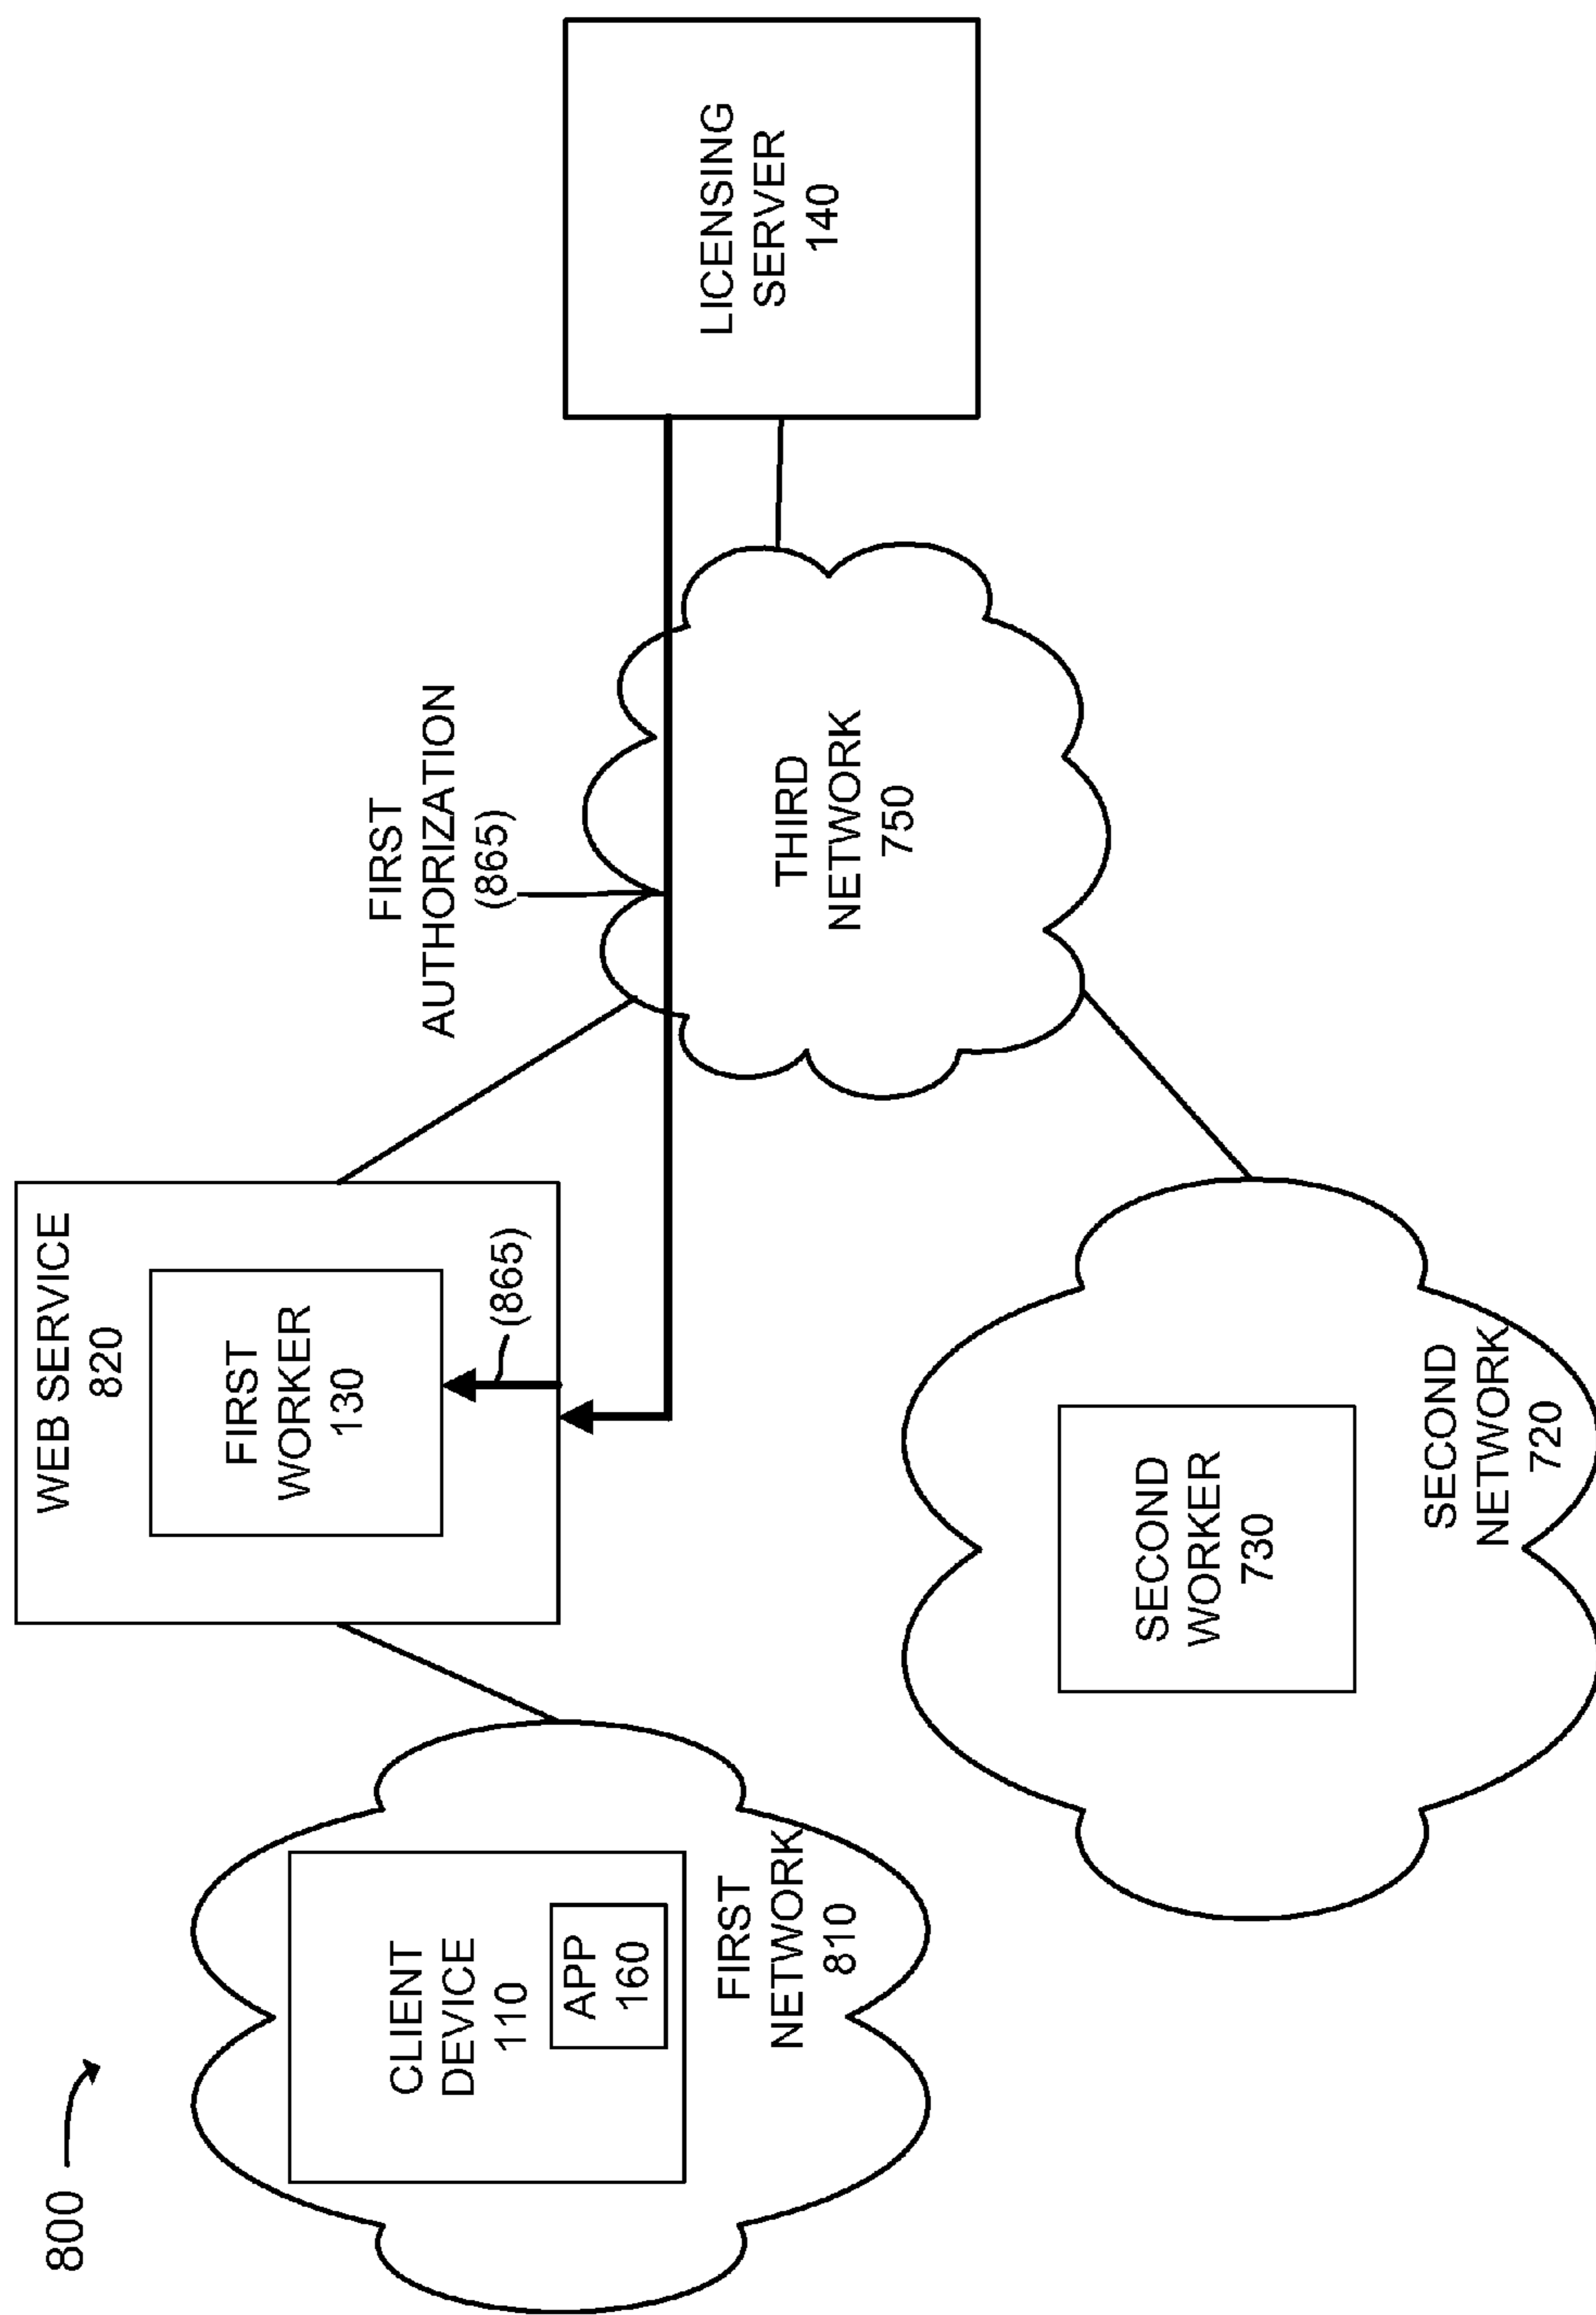 800
CLIENT
DEVICE
110
APP
160
FIRST
NETWORK
810
WEB SERVICE
820
FIRST
WORKER
130
(865)
SECOND
WORKER
730
SECOND
NETWORK
720
FIRST
AUTHORIZATION
(865)
THIRD
NETWORK
750
LICENSING
SERVER
140